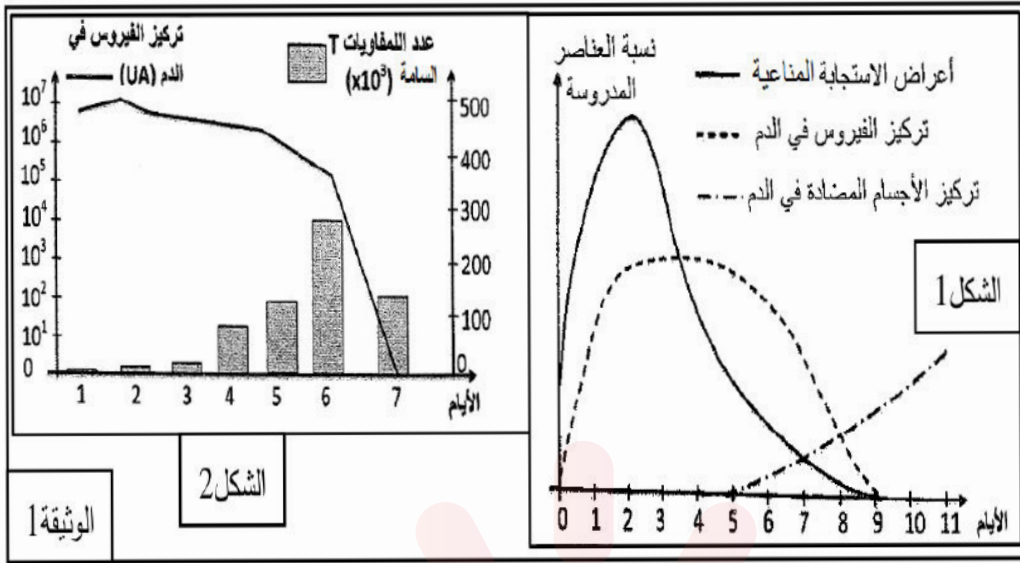 نسبة العناصر
المدروسة
أعراض الاستجابة المناعية
تركيز الفيروس في الدم
تركيز الأجسام المضادة في الدم
الشكل1
0 1 2 3 4 5 6 7 8 9 10 11 الأيام
تركيز الفيروس في
الدم (UA)
عدد اللمفاويات T
السامة (x10³)
10⁷
10⁶
10⁵
10⁴
10³
10²
10¹
0
500
400
300
200
100
0
1 2 3 4 5 6 7 الأيام
الشكل2
الوثيقة1